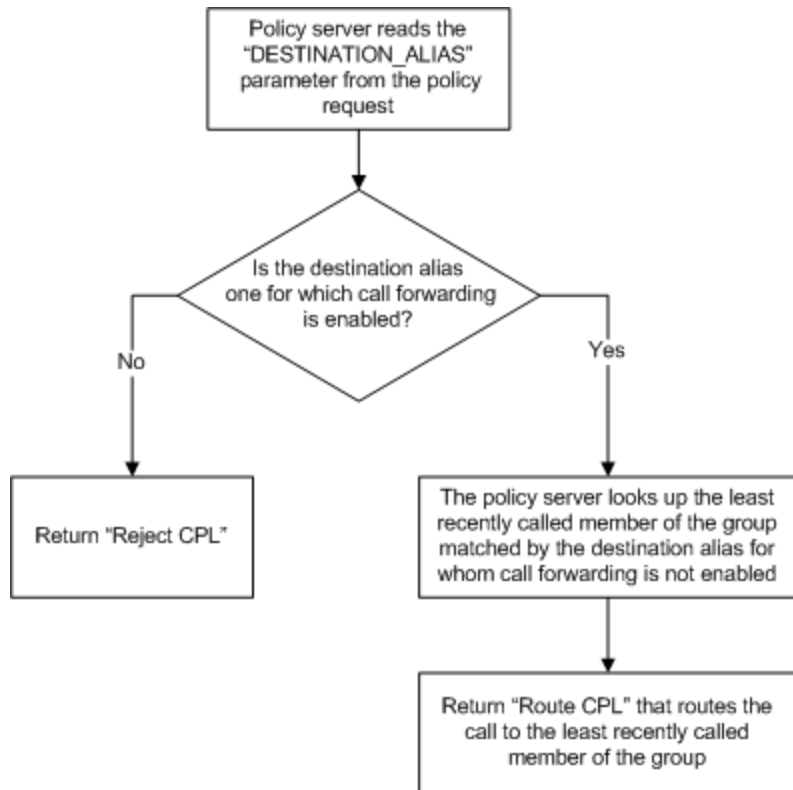 Policy server reads the
“DESTINATION_ALIAS”
parameter from the policy
request
Is the destination alias
one for which call forwarding
is enabled?
No
Yes
Return “Reject CPL”
The policy server looks up the least
recently called member of the group
matched by the destination alias for
whom call forwarding is not enabled
Return “Route CPL” that routes the
call to the least recently called
member of the group